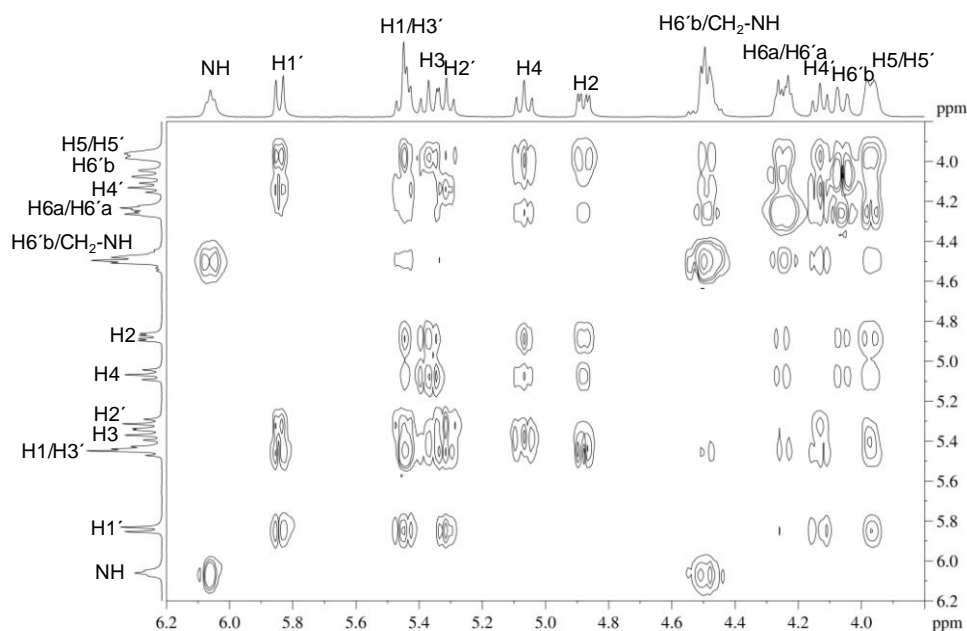 H6´b/CH₂-NH
H1/H3´
H6a/H6´a
H3
H5/H5´
NH
H1´
H2´
H4
H2
H4´
H6´b
ppm
ppm
H5/H5´
H6´b
H4´
H6a/H6´a
H6´b/CH₂-NH
H2
H4
H2´
H3
H1/H3´
H1´
NH
4.0
4.2
4.4
4.6
4.8
5.0
5.2
5.4
5.6
5.8
6.0
6.2
6.2 6.0 5.8 5.6 5.4 5.2 5.0 4.8 4.6 4.4 4.2 4.0 ppm